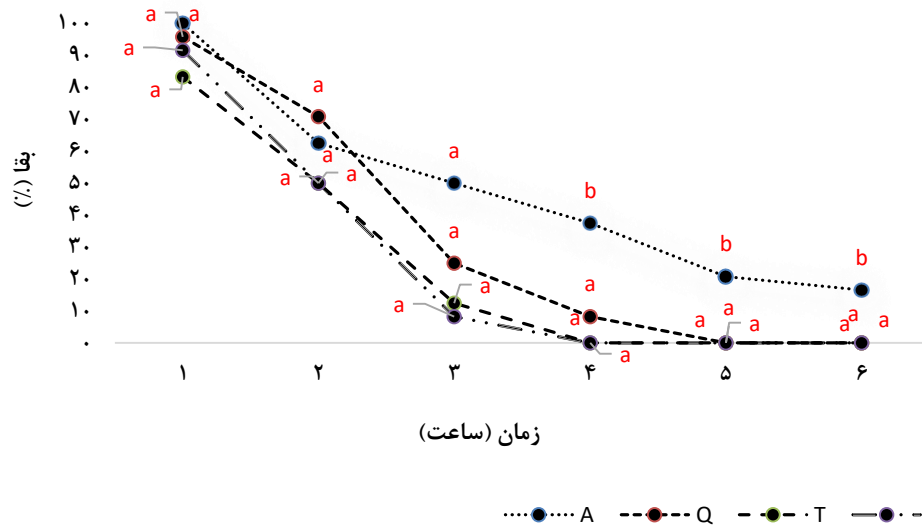 ۱۰۰
۹۰
۸۰
۷۰
۶۰
۵۰
۴۰
۳۰
۲۰
۱۰
۰
بقا (٪)
a a
a
a
a
a
a a
a
a
a
a
b
a
a
a
b
a
a a
b
a
a a
۱ ۲ ۳ ۴ ۵ ۶
زمان (ساعت)
A Q T